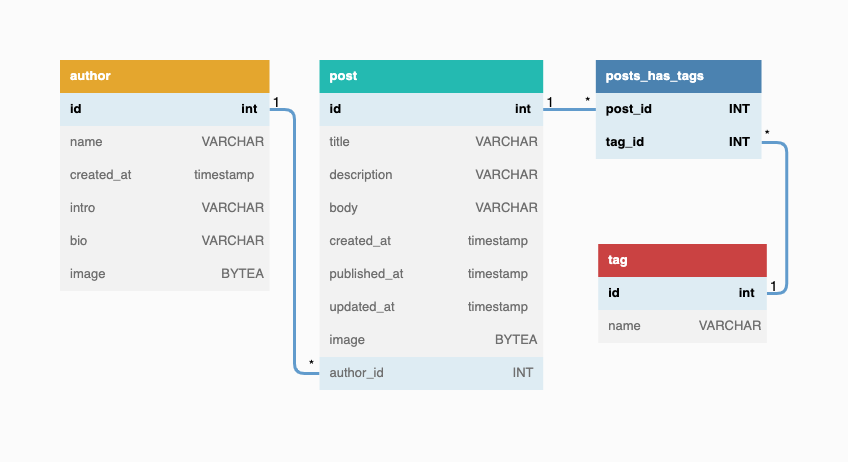 author
id int
name VARCHAR
created_at timestamp
intro VARCHAR
bio VARCHAR
image BYTEA
1
*
post
id int
title VARCHAR
description VARCHAR
body VARCHAR
created_at timestamp
published_at timestamp
updated_at timestamp
image BYTEA
author_id INT
1
*
posts_has_tags
post_id INT
tag_id INT
*
1
tag
id int
name VARCHAR